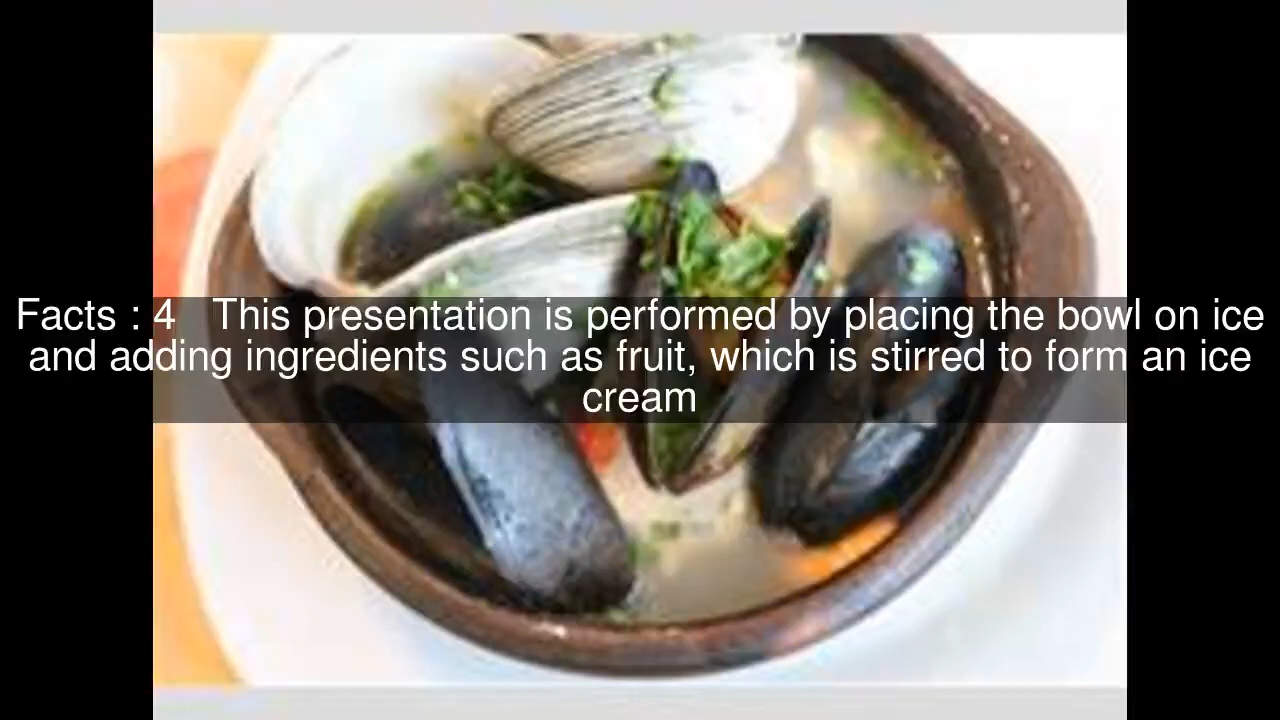 Facts : 4   This presentation is performed by placing the bowl on ice
and adding ingredients such as fruit, which is stirred to form an ice
cream